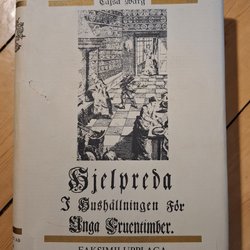 Cajsa Warg
Hjelpreda
I Hushållningen För
Unga Fruentimber.
FAKSIMILUPPLAGA